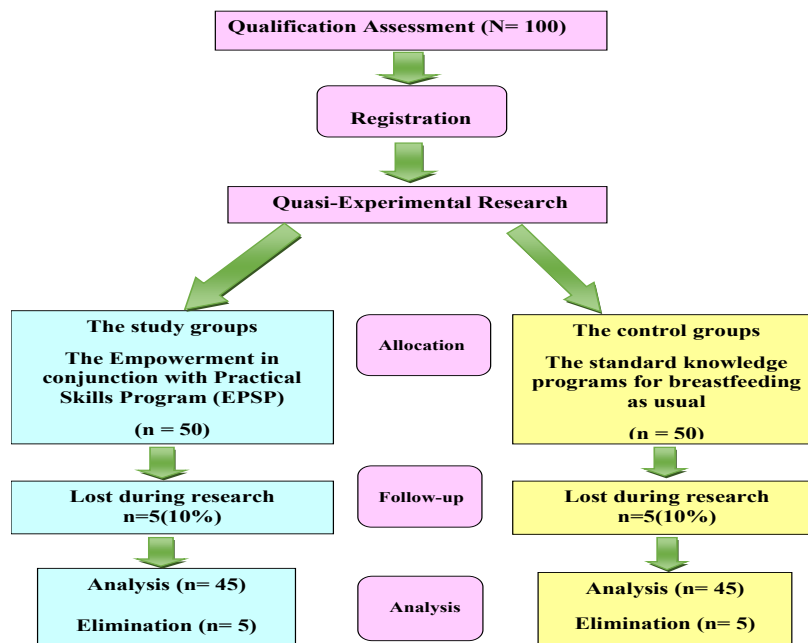 Qualification Assessment (N= 100)
Registration
Quasi-Experimental Research
The study groups
The Empowerment in
conjunction with Practical
Skills Program (EPSP)
(n = 50)
Allocation
The control groups
The standard knowledge
programs for breastfeeding
as usual
(n = 50)
Lost during research
n=5(10%)
Follow-up
Lost during research
n=5(10%)
Analysis (n= 45)
Elimination (n= 5)
Analysis
Analysis (n= 45)
Elimination (n= 5)